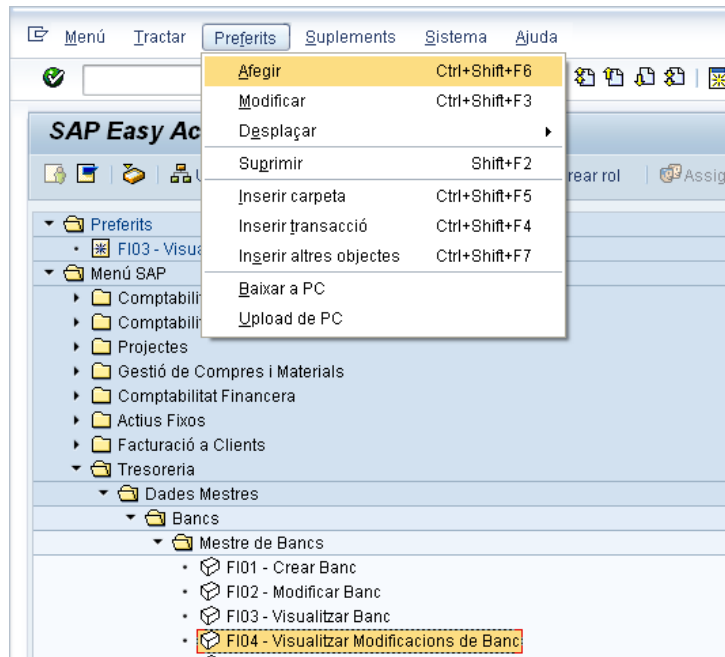 Menú Tractar Preferits Suplements Sistema Ajuda
Afegir Ctrl+Shift+F6
Modificar Ctrl+Shift+F3
SAP Easy Ac
Desplaçar
Suprimir Shift+F2
rear rol Assig
Inserir carpeta Ctrl+Shift+F5
Inserir transacció Ctrl+Shift+F4
Inserir altres objectes Ctrl+Shift+F7
Baixar a PC
Upload de PC
Preferits
FI03 - Visua
Menú SAP
Comptabili
Comptabili
Projectes
Gestió de Compres i Materials
Comptabilitat Financera
Actius Fixos
Facturació a Clients
Tresoreria
Dades Mestres
Bancs
Mestre de Bancs
FI01 - Crear Banc
FI02 - Modificar Banc
FI03 - Visualitzar Banc
FI04 - Visualitzar Modificacions de Banc